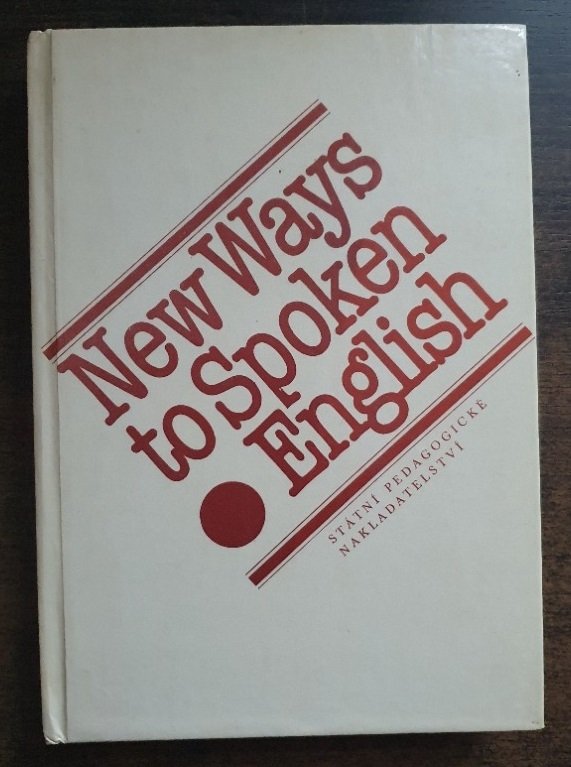 New Ways
to Spoken
English
STÁTNÍ PEDAGOGICKÉ
NAKLADATELSTVÍ